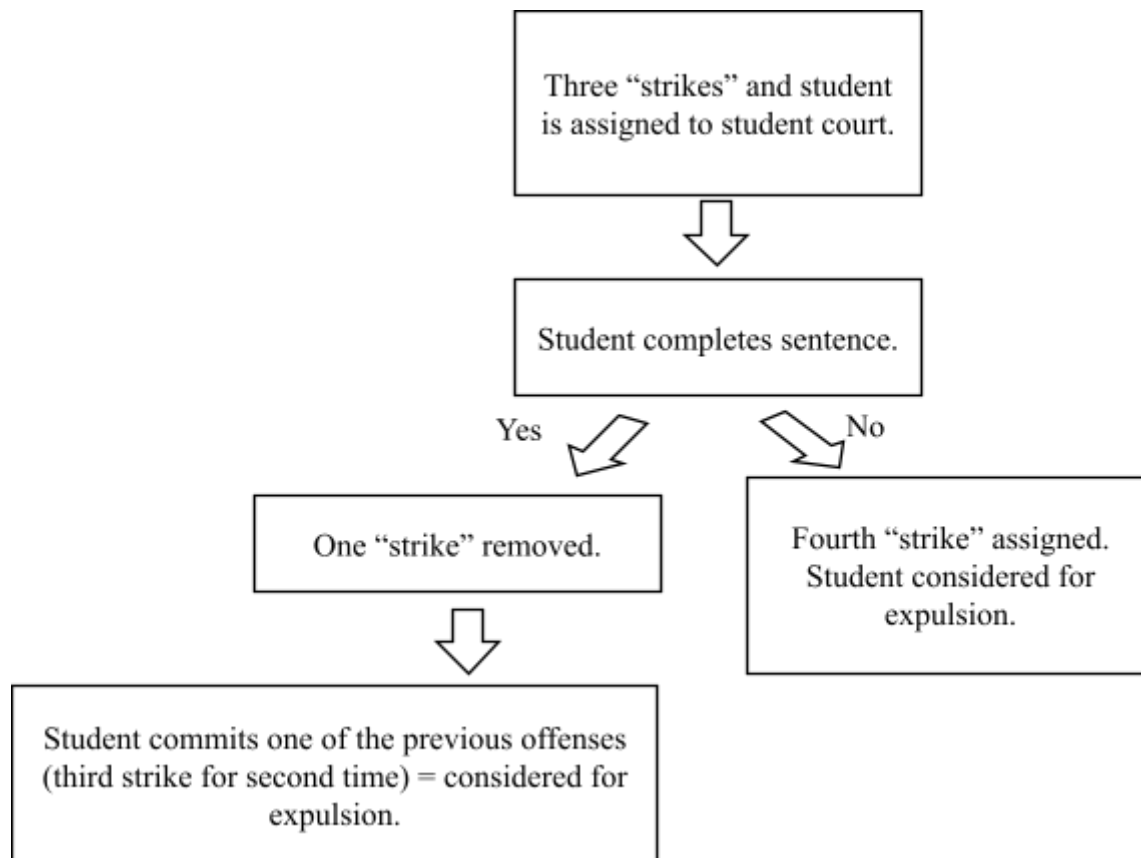 Three “strikes” and student
is assigned to student court.
Student completes sentence.
Yes
No
One “strike” removed.
Fourth “strike” assigned.
Student considered for
expulsion.
Student commits one of the previous offenses
(third strike for second time) = considered for
expulsion.